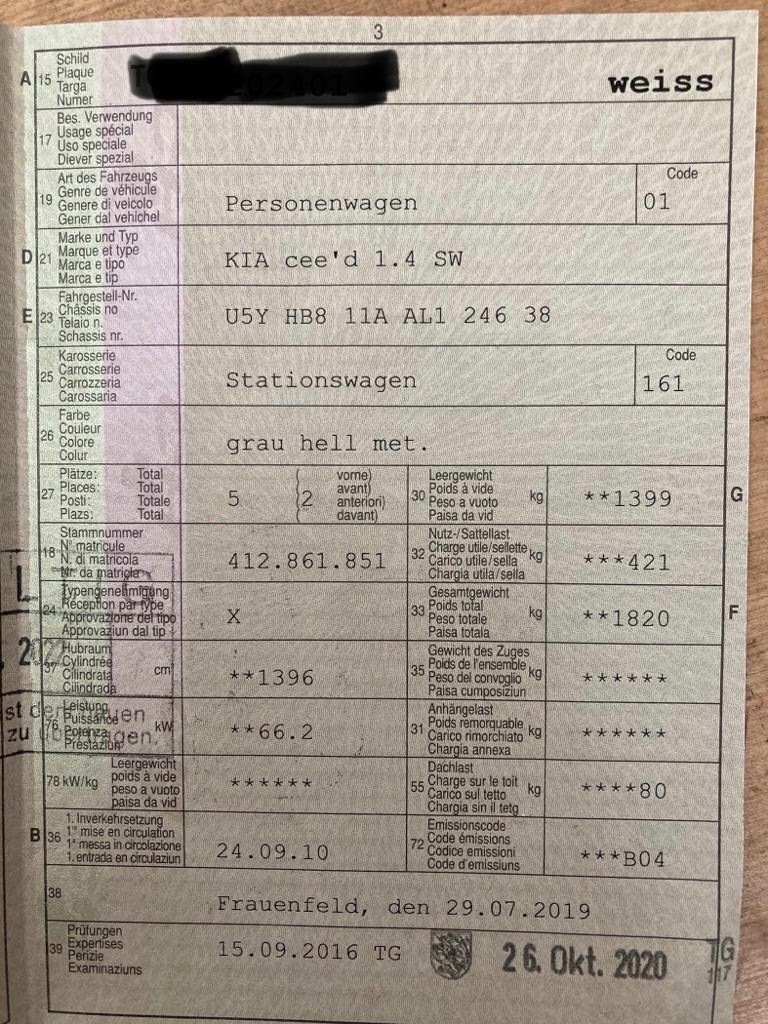 3
A 15 Schild
Plaque
Targa
Numer
weiss
17 Bes. Verwendung
Usage spécial
Uso speciale
Diever spezial
19 Art des Fahrzeugs
Genre de véhicule
Genere di veicolo
Gener dal vehichel
Personenwagen
Code
01
D 21 Marke und Typ
Marque et type
Marca e tipo
Marca e tip
KIA cee'd 1.4 SW
E 23 Fahrgestell-Nr.
Châssis no
Telaio n.
Schassis nr.
U5Y HB8 11A AL1 246 38
25 Karosserie
Carrosserie
Carrozzeria
Carossaria
Stationswagen
Code
161
26 Farbe
Couleur
Colore
Colur
grau hell met.
27 Plätze: Total
Places: Total
Posti: Totale
Plazs: Total
5 ( 2 vorne)
avant)
anteriori)
davant)
30 Leergewicht
Poids à vide
Peso a vuoto
Paisa da vid
kg
**1399
G
18 Stammnummer
N° matricule
N. di matricola
Nr. da matricla
412.861.851
32 Nutz-/Sattellast
Charge utile/sellette
Carico utile/sella
Chargia utila/sella
kg
***421
24 Typengenehmigung
Réception par type
Approvazione del tipo
Approvaziun dal tip
X
33 Gesamtgewicht
Poids total
Peso totale
Paisa totala
kg
**1820
F
37 Hubraum
Cylindrée
Cilindrata
Cilindrada
cm³
**1396
35 Gewicht des Zuges
Poids de l'ensemble
Peso del convoglio
Paisa cumposiziun
kg
******
76 Leistung
Puissance
Potenza
Prestaziun
kW
**66.2
31 Anhängelast
Poids remorquable
Carico rimorchiato
Chargia annexa
kg
******
78 kW/kg
Leergewicht
poids à vide
peso a vuoto
paisa da vid
******
55 Dachlast
Charge sur le toit
Carico sul tetto
Chargia sin il tetg
kg
****80
B 36 1. Inverkehrsetzung
1re mise en circulation
1a messa in circolazione
1. entrada en circulaziun
24.09.10
72 Emissionscode
Code émissions
Codice emissioni
Code d'emissiuns
***B04
38
Frauenfeld, den 29.07.2019
39 Prüfungen
Expertises
Perizie
Examinaziuns
15.09.2016 TG
26. Okt. 2020
TG
117